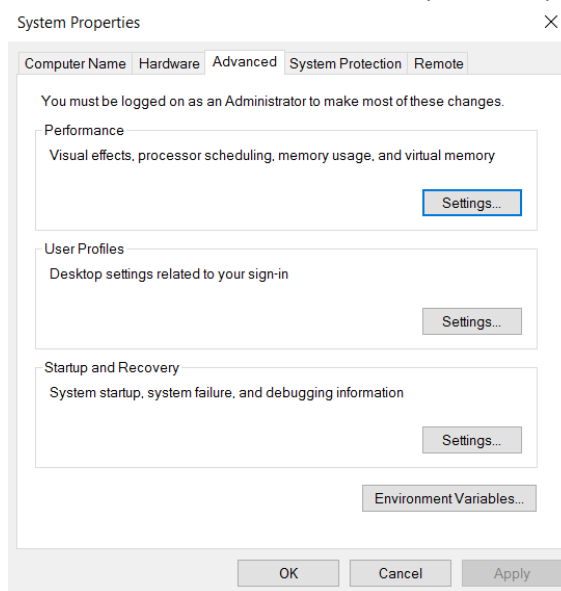 System Properties
Computer Name Hardware Advanced System Protection Remote
You must be logged on as an Administrator to make most of these changes.
Performance
Visual effects, processor scheduling, memory usage, and virtual memory
Settings...
User Profiles
Desktop settings related to your sign-in
Settings...
Startup and Recovery
System startup, system failure, and debugging information
Settings...
Environment Variables...
OK Cancel Apply